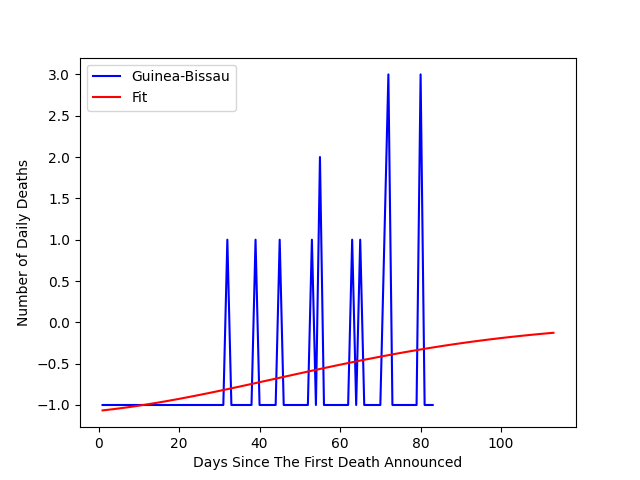 Guinea-Bissau
Fit
3.0
2.5
2.0
1.5
1.0
0.5
0.0
−0.5
−1.0
Number of Daily Deaths
0 20 40 60 80 100
Days Since The First Death Announced